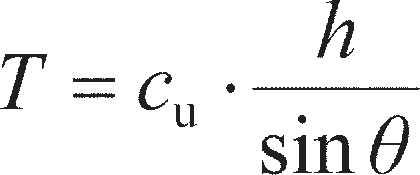 T = c_u · h / sin θ